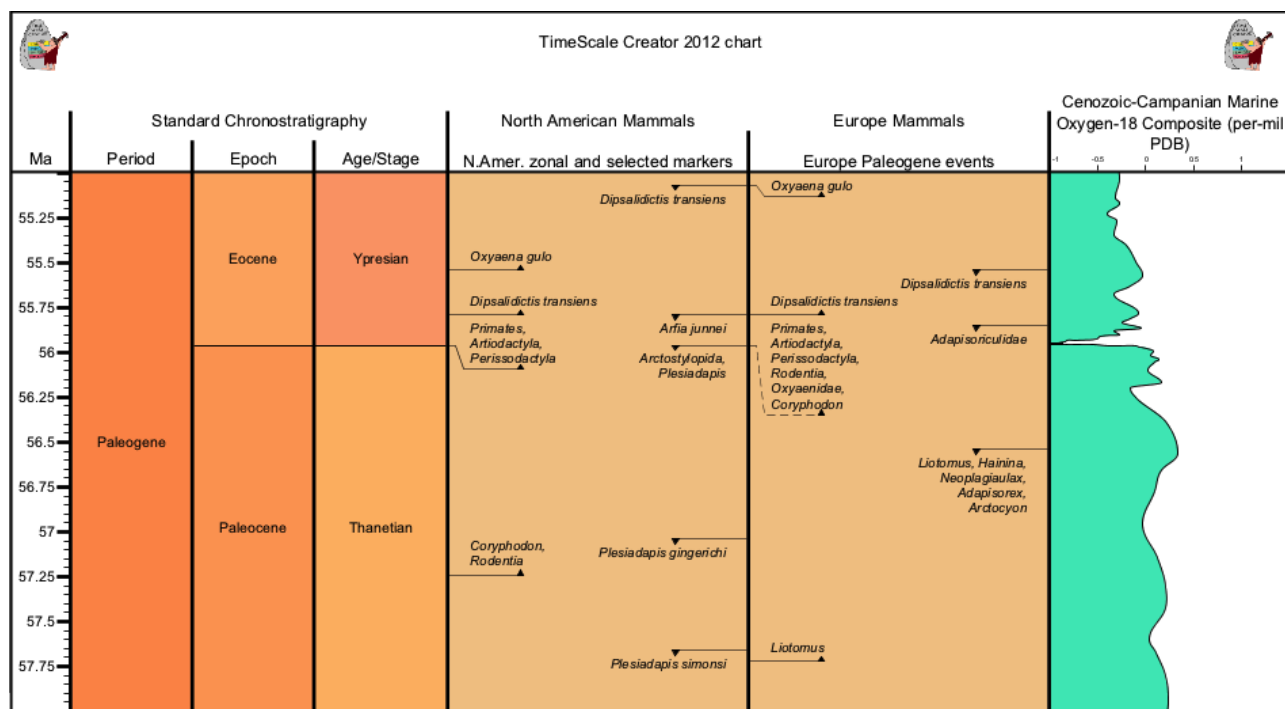 TimeScale Creator 2012 chart
Standard Chronostratigraphy
North American Mammals
Europe Mammals
Cenozoic-Campanian Marine
Oxygen-18 Composite (per-mil
PDB)
Ma
Period
Epoch
Age/Stage
N.Amer. zonal and selected markers
Europe Paleogene events
-1
-0.5
0
0.5
1
55.25
55.5
55.75
56
56.25
56.5
56.75
57
57.25
57.5
57.75
Paleogene
Eocene
Paleocene
Ypresian
Thanetian
Oxyaena gulo
Dipsalidictis transiens
Primates,
Artiodactyla,
Perissodactyla
Coryphodon,
Rodentia
Dipsalidictis transiens
Arfia junnei
Arctostylopida,
Plesiadapis
Plesiadapis gingerichi
Plesiadapis simonsi
Oxyaena gulo
Dipsalidictis transiens
Primates,
Artiodactyla,
Perissodactyla,
Rodentia,
Oxyaenidae,
Coryphodon
Liotomus
Dipsalidictis transiens
Adapisoriculidae
Liotomus, Hainina,
Neoplagiaulax,
Adapisorex,
Arctocyon